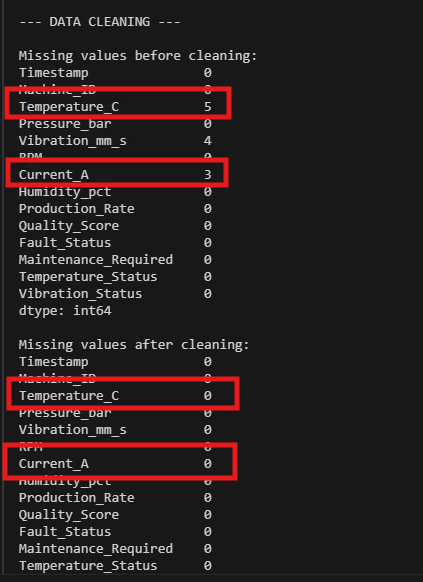 --- DATA CLEANING ---
Missing values before cleaning:
Timestamp 0
Machine_ID 0
Temperature_C 5
Pressure_bar 0
Vibration_mm_s 4
RPM 0
Current_A 3
Humidity_pct 0
Production_Rate 0
Quality_Score 0
Fault_Status 0
Maintenance_Required 0
Temperature_Status 0
Vibration_Status 0
dtype: int64
Missing values after cleaning:
Timestamp 0
Machine_ID 0
Temperature_C 0
Pressure_bar 0
Vibration_mm_s 0
RPM 0
Current_A 0
Humidity_pct 0
Production_Rate 0
Quality_Score 0
Fault_Status 0
Maintenance_Required 0
Temperature_Status 0